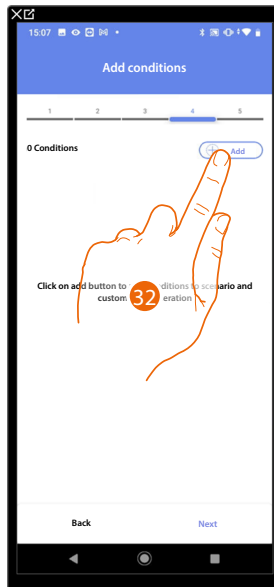 15:07
Add conditions
1 2 3 4 5
0 Conditions
Add
Click on add button to ditions to scenario and
custom eration
32
Back Next